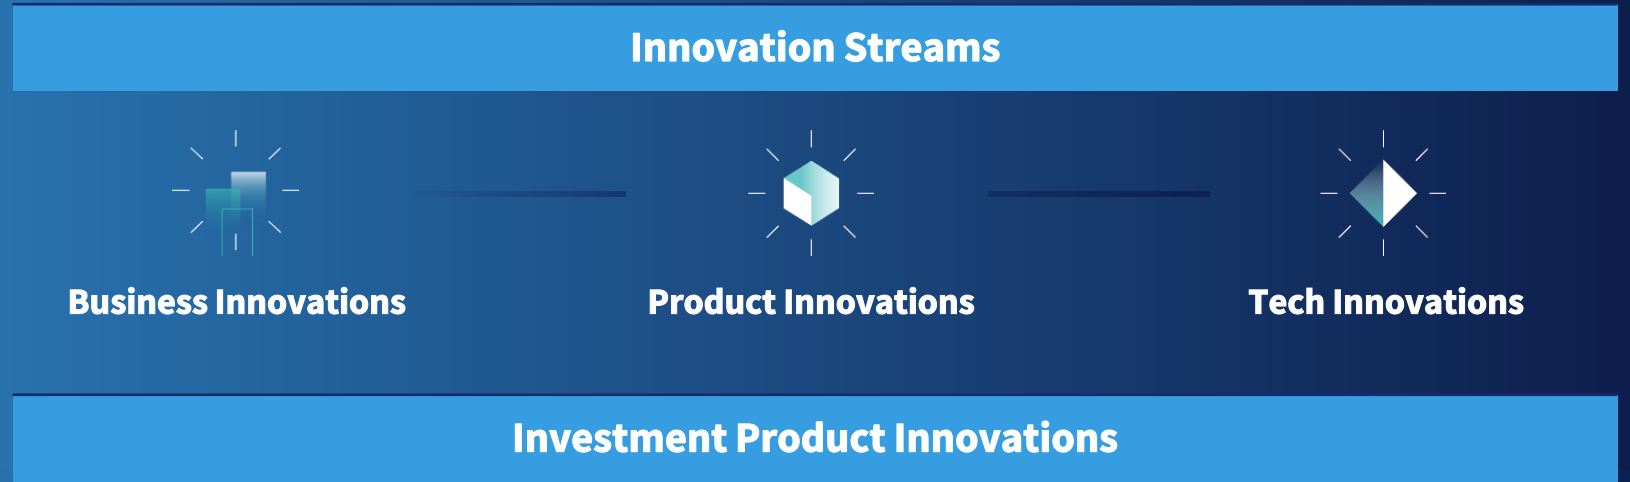 Innovation Streams
Business Innovations
Product Innovations
Tech Innovations
Investment Product Innovations